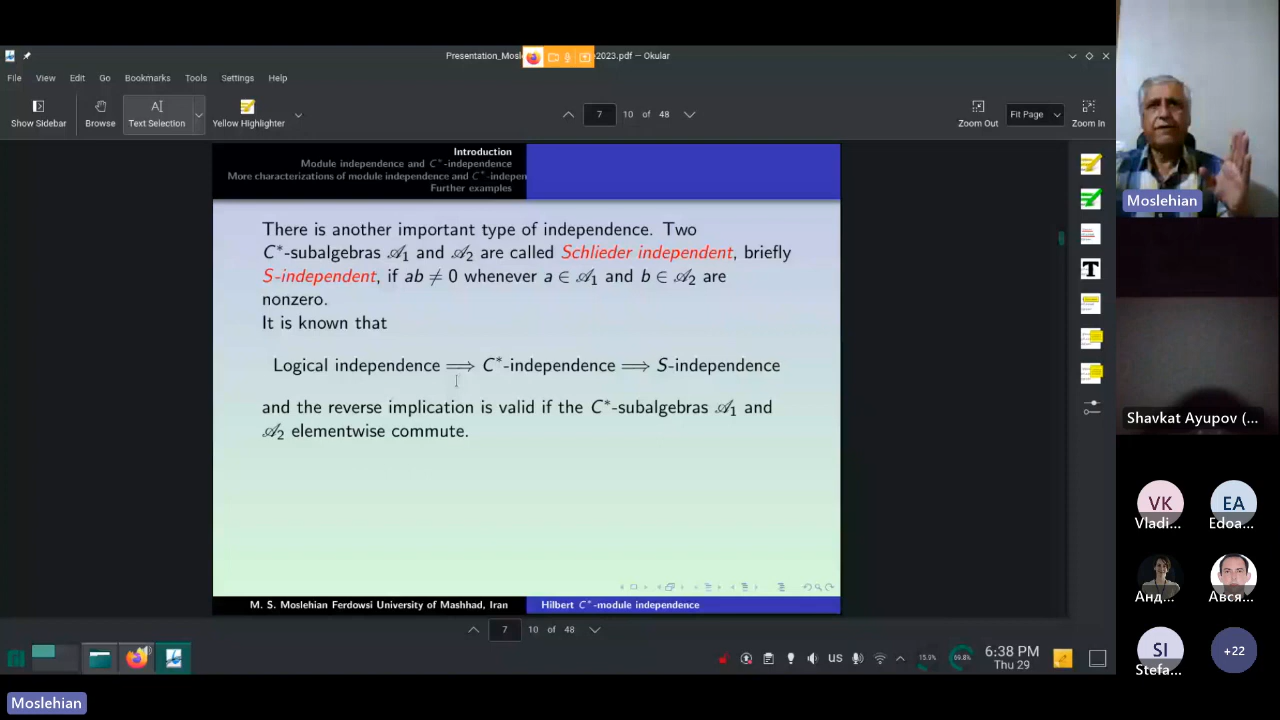 Presentation_Mosl
2023.pdf — Okular
File View Edit Go Bookmarks Tools Settings Help
Show Sidebar
Browse
Text Selection
Yellow Highlighter
7 10 of 48
Zoom Out
Fit Page
Zoom In
Introduction
Module independence and C*-independence
More characterizations of module independence and C*-indepen
Further examples
There is another important type of independence. Two
C*-subalgebras 𝒜₁ and 𝒜₂ are called Schlieder independent, briefly
S-independent, if ab ≠ 0 whenever a ∈ 𝒜₁ and b ∈ 𝒜₂ are
nonzero.
It is known that
Logical independence ⟹ C*-independence ⟹ S-independence
and the reverse implication is valid if the C*-subalgebras 𝒜₁ and
𝒜₂ elementwise commute.
M. S. Moslehian Ferdowsi University of Mashhad, Iran
Hilbert C*-module independence
7 10 of 48
15.9%
69.8%
US
6:38 PM
Thu 29
Moslehian
Moslehian
Shavkat Ayupov (...
VK
Vladi...
EA
Edoa...
Анд...
Ався...
SI
Stefa...
+22